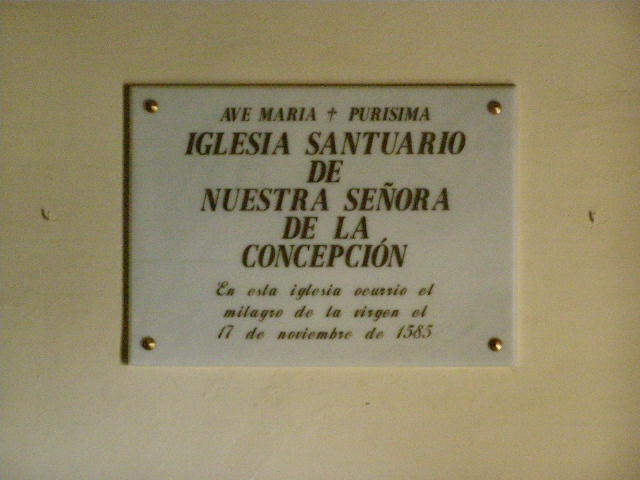 AVE MARIA † PURISIMA
IGLESIA SANTUARIO
DE
NUESTRA SEÑORA
DE LA
CONCEPCIÓN
En esta iglesia ocurrio el
milagro de la virgen el
17 de noviembre de 1585